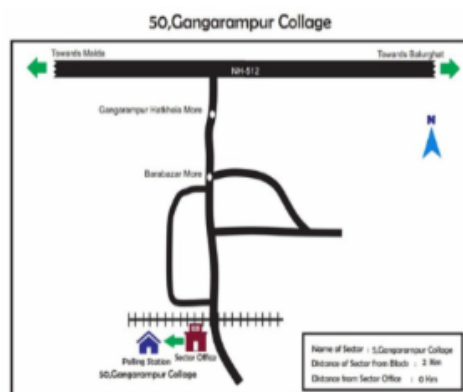 50,Gangarampur Collage
Towards Malda
Towards Balurghat
NH-512
Gangarampur Hatkhola More
N
Barabazar More
Polling Station
Sector Office
50,Gangarampur Collage
Name of Sector : 5,Gangarampur Collage
Distance of Sector from Block : 2 Km
Distance from Sector Office : 0 Km